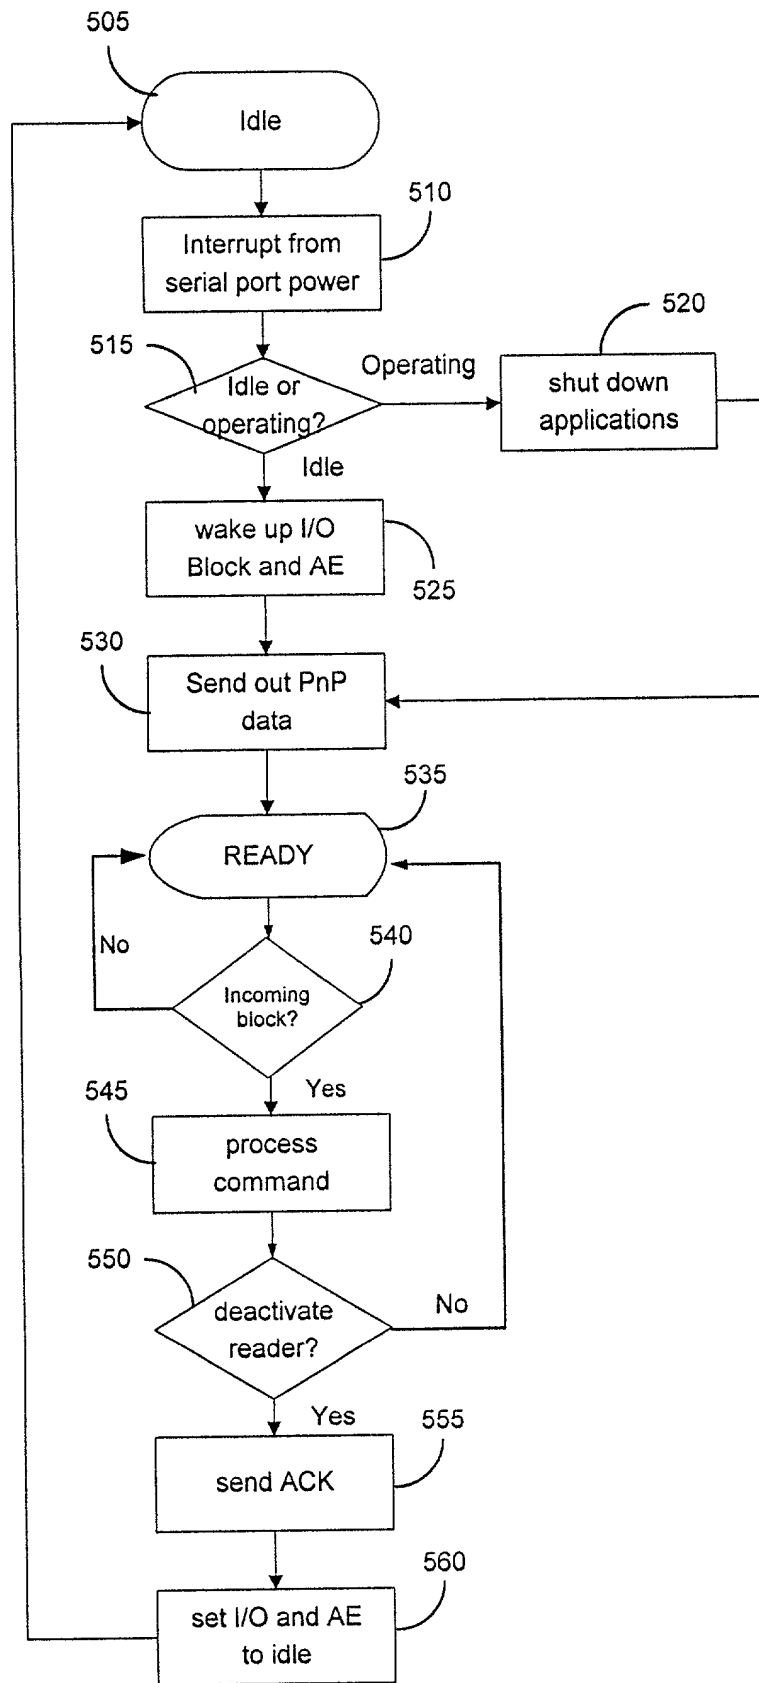 505
Idle
510
Interrupt from
serial port power
515
Idle or
operating?
Operating
520
shut down
applications
Idle
wake up I/O
Block and AE
525
530
Send out PnP
data
535
READY
No
540
Incoming
block?
Yes
545
process
command
550
deactivate
reader?
No
Yes
555
send ACK
560
set I/O and AE
to idle